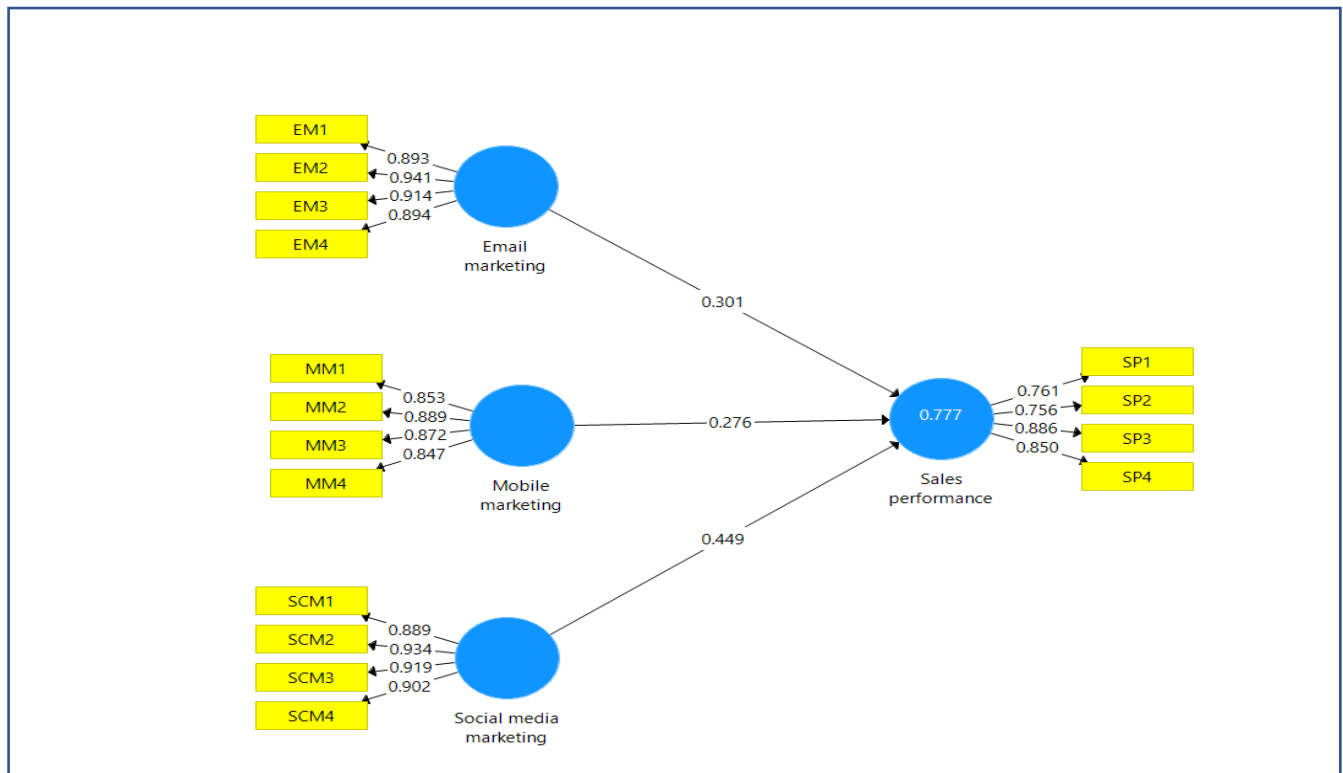 EM1
EM2
EM3
EM4
0.893
0.941
0.914
0.894
Email
marketing
0.301
MM1
MM2
MM3
MM4
0.853
0.889
0.872
0.847
Mobile
marketing
0.276
SCM1
SCM2
SCM3
SCM4
0.889
0.934
0.919
0.902
Social media
marketing
0.449
0.777
Sales
performance
0.761
0.756
0.886
0.850
SP1
SP2
SP3
SP4